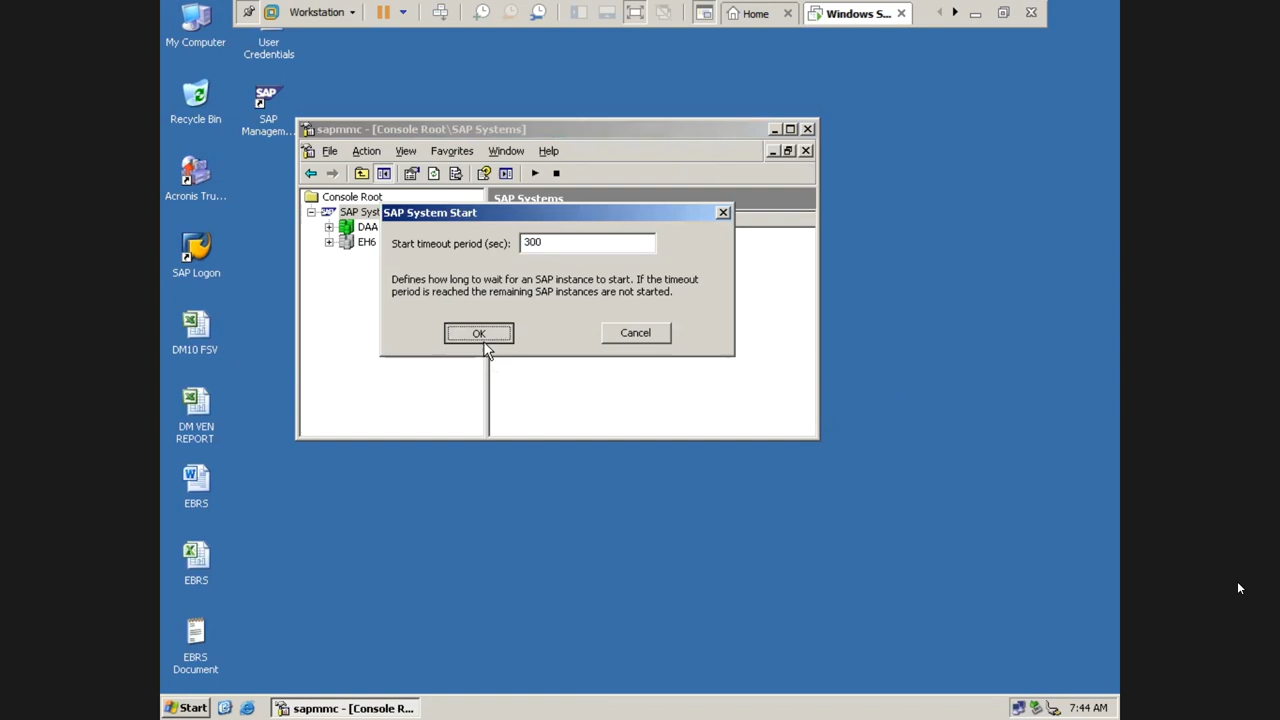 Workstation
Home
Windows S...
My Computer
User
Credentials
Recycle Bin
SAP
SAP
Managem...
Acronis Tru...
SAP Logon
DM10 FSV
DM VEN
REPORT
EBRS
EBRS
EBRS
Document
sapmmc - [Console Root\SAP Systems]
File Action View Favorites Window Help
Console Root
SAP Systems
SAP Syst
DAA
EH6
SAP System Start
Start timeout period (sec): 300
Defines how long to wait for an SAP instance to start. If the timeout
period is reached the remaining SAP instances are not started.
OK
Cancel
Start
sapmmc - [Console R...
7:44 AM